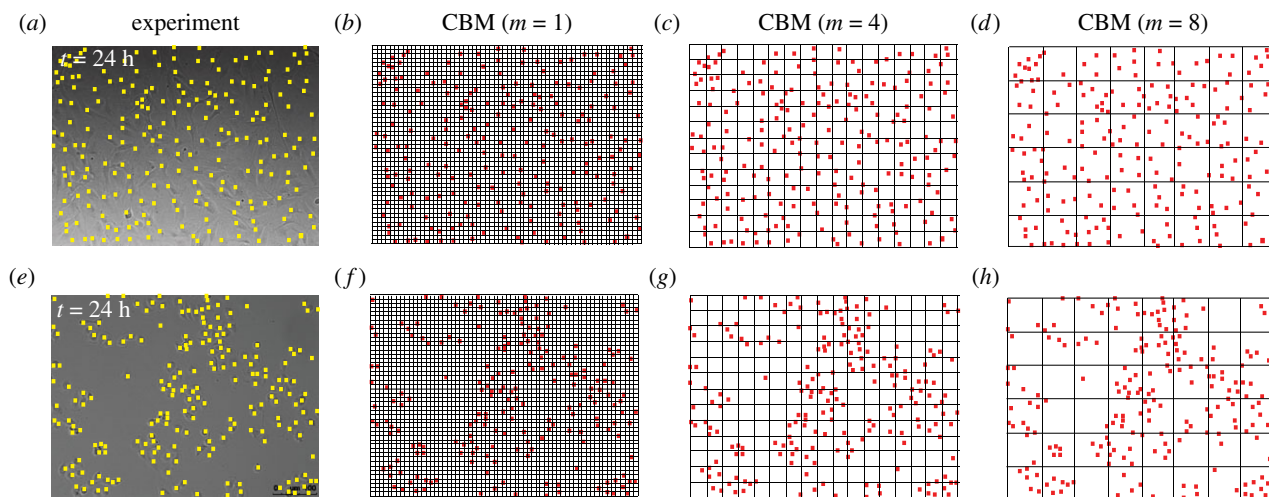 (a) experiment (b) CBM (m = 1) (c) CBM (m = 4) (d) CBM (m = 8)
t = 24 h
(e) (f) (g) (h)
t = 24 h